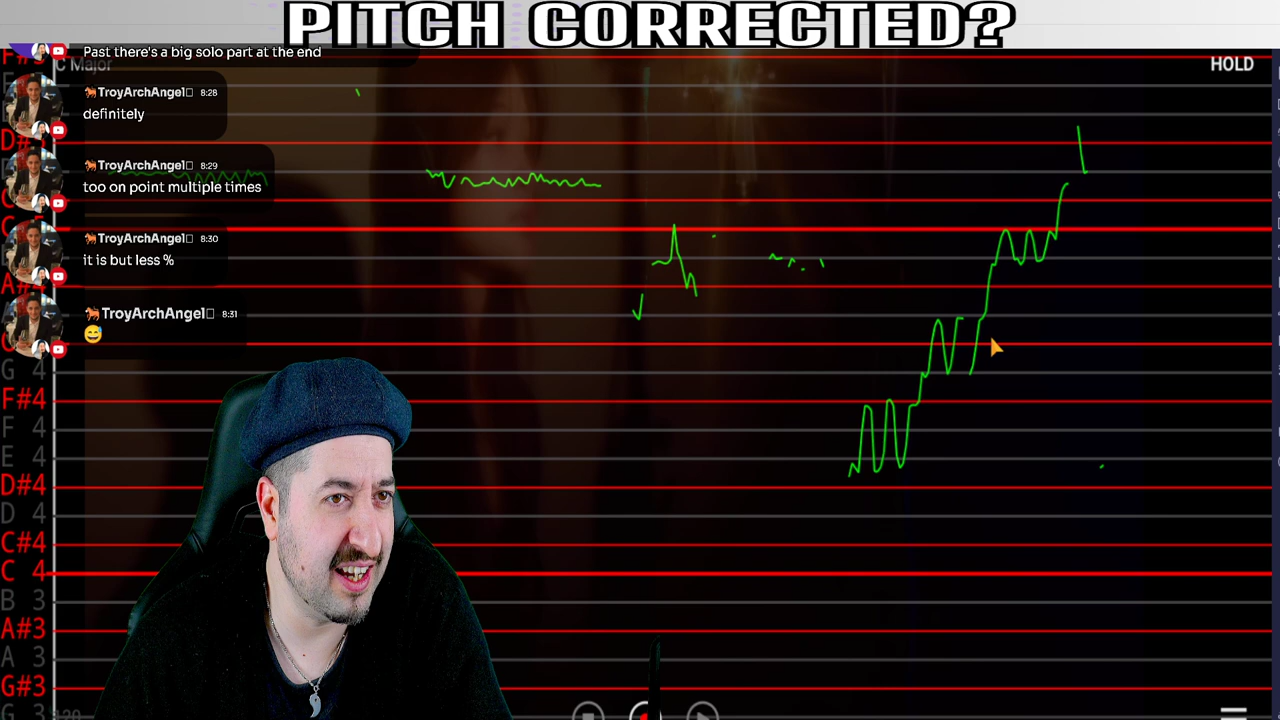 PITCH CORRECTED?
Past there's a big solo part at the end
C Major
HOLD
TroyArchAngel 8:28
definitely
TroyArchAngel 8:29
too on point multiple times
TroyArchAngel 8:30
it is but less %
TroyArchAngel 8:31
G 4
F#4
F 4
E 4
D#4
D 4
C#4
C 4
B 3
A#3
A 3
G#3
G 3